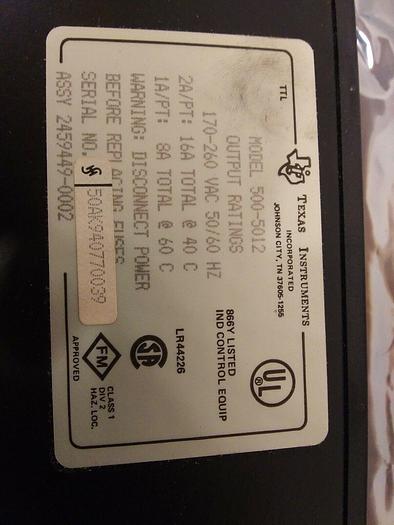 TTL
TEXAS INSTRUMENTS
INCORPORATED
JOHNSON CITY, TN 37605-1255
MODEL 500-5012
OUTPUT RATINGS
170-260 VAC 50/60 HZ
2A/PT: 16A TOTAL @ 40 C
1A/PT: 8A TOTAL @ 60 C
WARNING: DISCONNECT POWER
BEFORE REPLACING FUSES
SERIAL NO. 50AK940770039
ASSY 2459449-0002
UL
®
866Y LISTED
IND CONTROL EQUIP
LR44226
SA
FM
APPROVED
CLASS 1
DIV 2
HAZ. LOC.